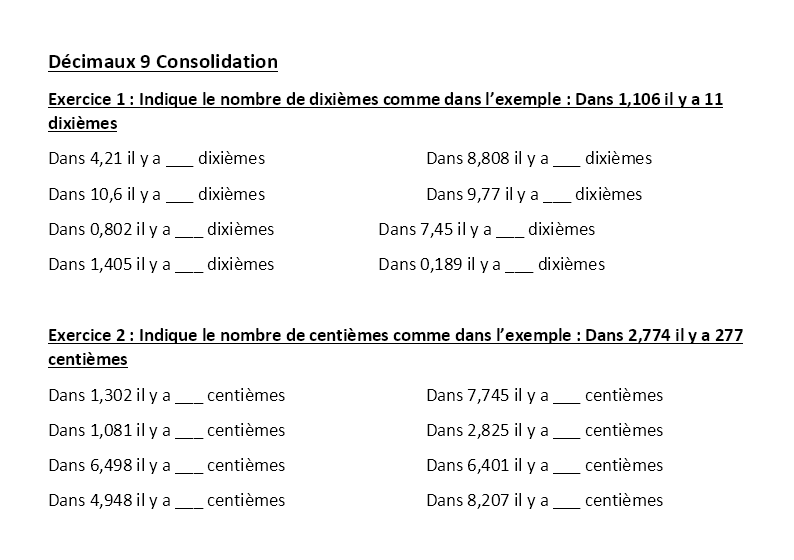 Décimaux 9 Consolidation
Exercice 1 : Indique le nombre de dixièmes comme dans l’exemple : Dans 1,106 il y a 11
dixièmes
Dans 4,21 il y a ___ dixièmes Dans 8,808 il y a ___ dixièmes
Dans 10,6 il y a ___ dixièmes Dans 9,77 il y a ___ dixièmes
Dans 0,802 il y a ___ dixièmes Dans 7,45 il y a ___ dixièmes
Dans 1,405 il y a ___ dixièmes Dans 0,189 il y a ___ dixièmes
Exercice 2 : Indique le nombre de centièmes comme dans l’exemple : Dans 2,774 il y a 277
centièmes
Dans 1,302 il y a ___ centièmes Dans 7,745 il y a ___ centièmes
Dans 1,081 il y a ___ centièmes Dans 2,825 il y a ___ centièmes
Dans 6,498 il y a ___ centièmes Dans 6,401 il y a ___ centièmes
Dans 4,948 il y a ___ centièmes Dans 8,207 il y a ___ centièmes